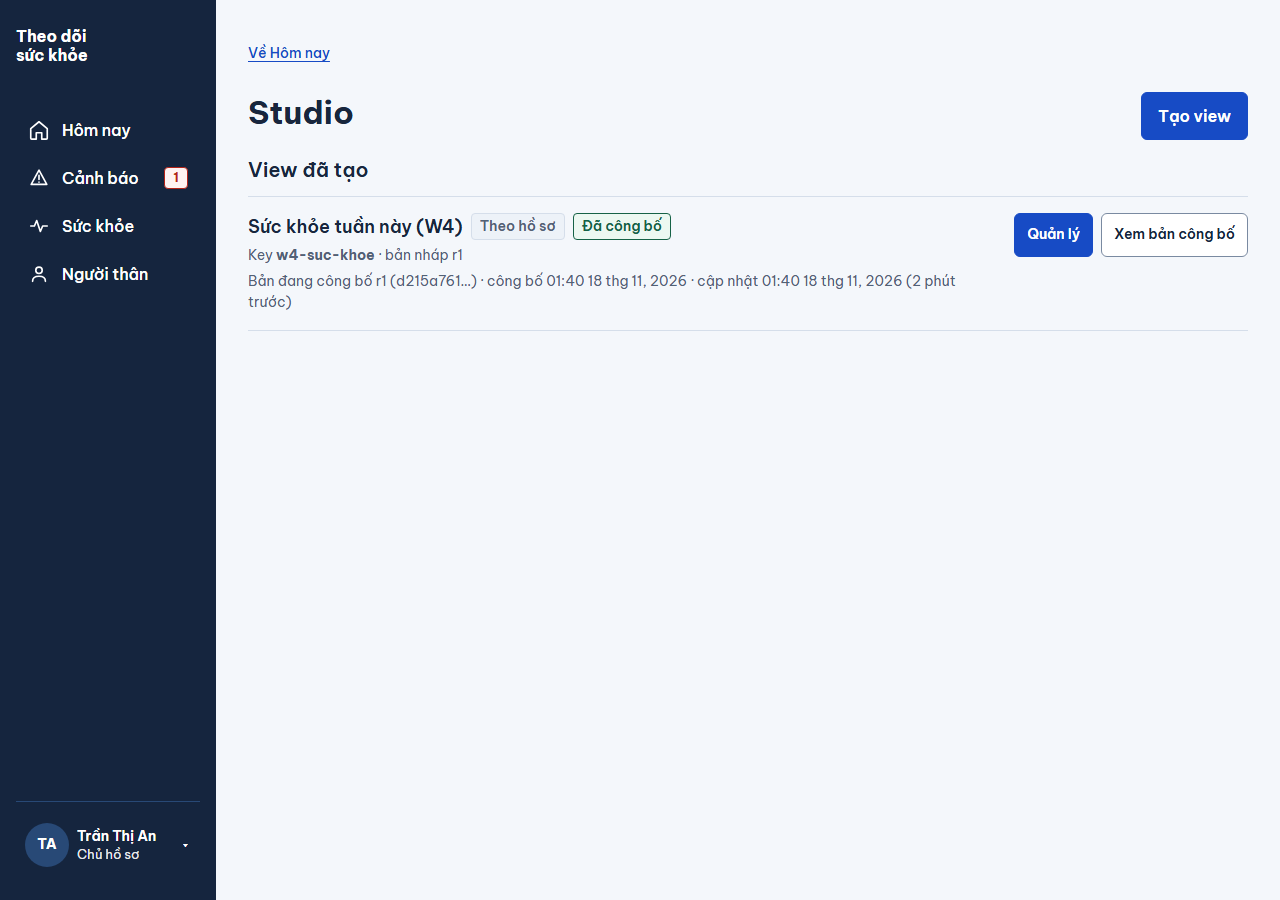 Theo dõi
sức khỏe
Hôm nay
Cảnh báo 1
Sức khỏe
Người thân
TA
Trần Thị An
Chủ hồ sơ
Về Hôm nay
Studio
Tạo view
View đã tạo
Sức khỏe tuần này (W4) Theo hồ sơ Đã công bố
Quản lý Xem bản công bố
Key w4-suc-khoe · bản nháp r1
Bản đang công bố r1 (d215a761…) · công bố 01:40 18 thg 11, 2026 · cập nhật 01:40 18 thg 11, 2026 (2 phút
trước)